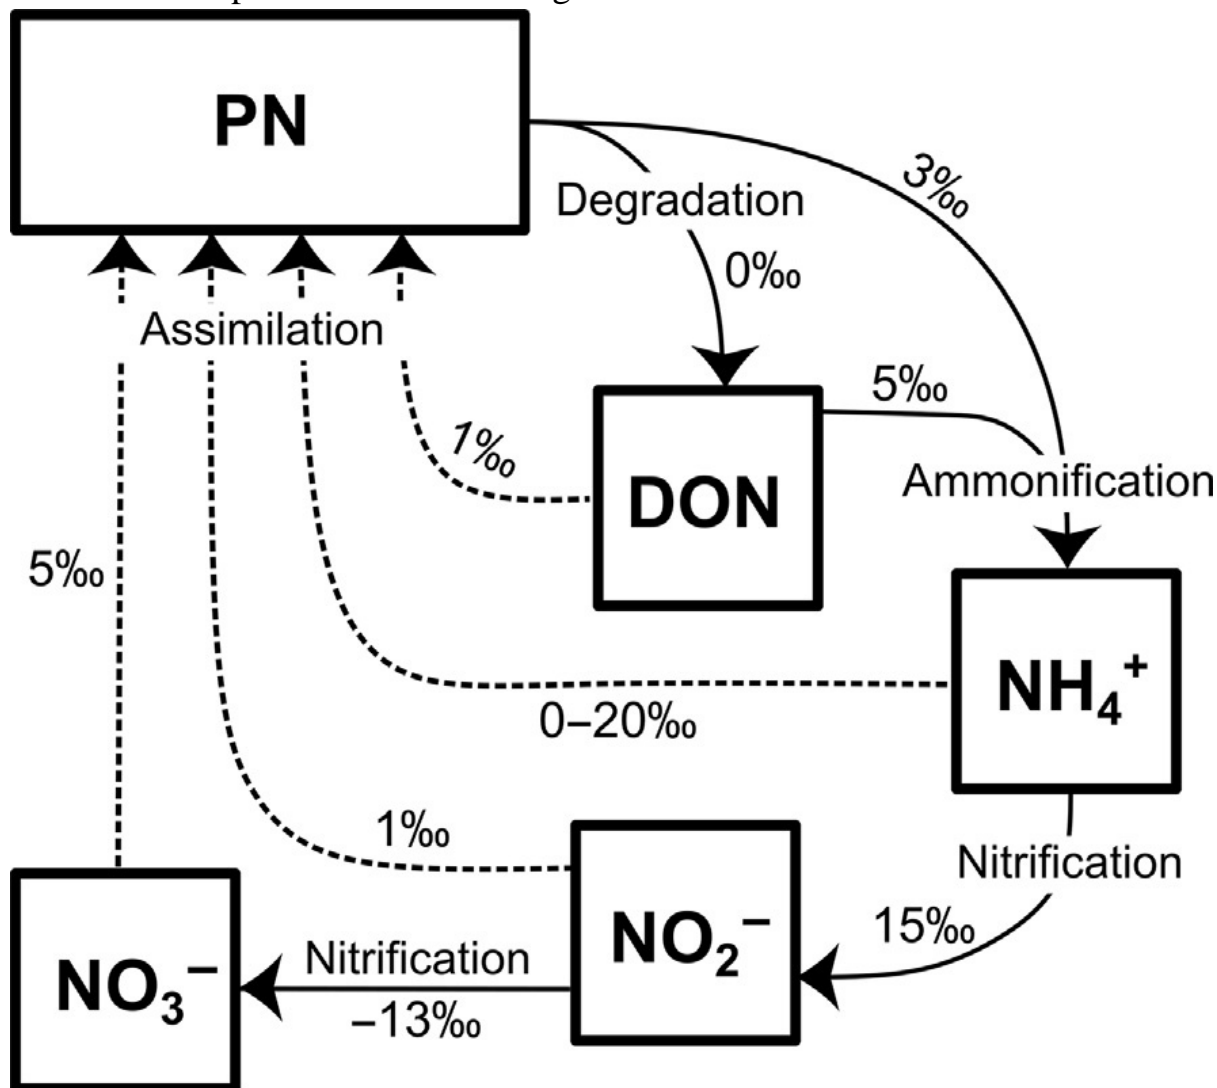 PN
3‰
Degradation
0‰
Assimilation
5‰
1‰
Ammonification
DON
5‰
NH₄⁺
0–20‰
1‰
Nitrification
15‰
NO₂⁻
Nitrification
NO₃⁻
–13‰